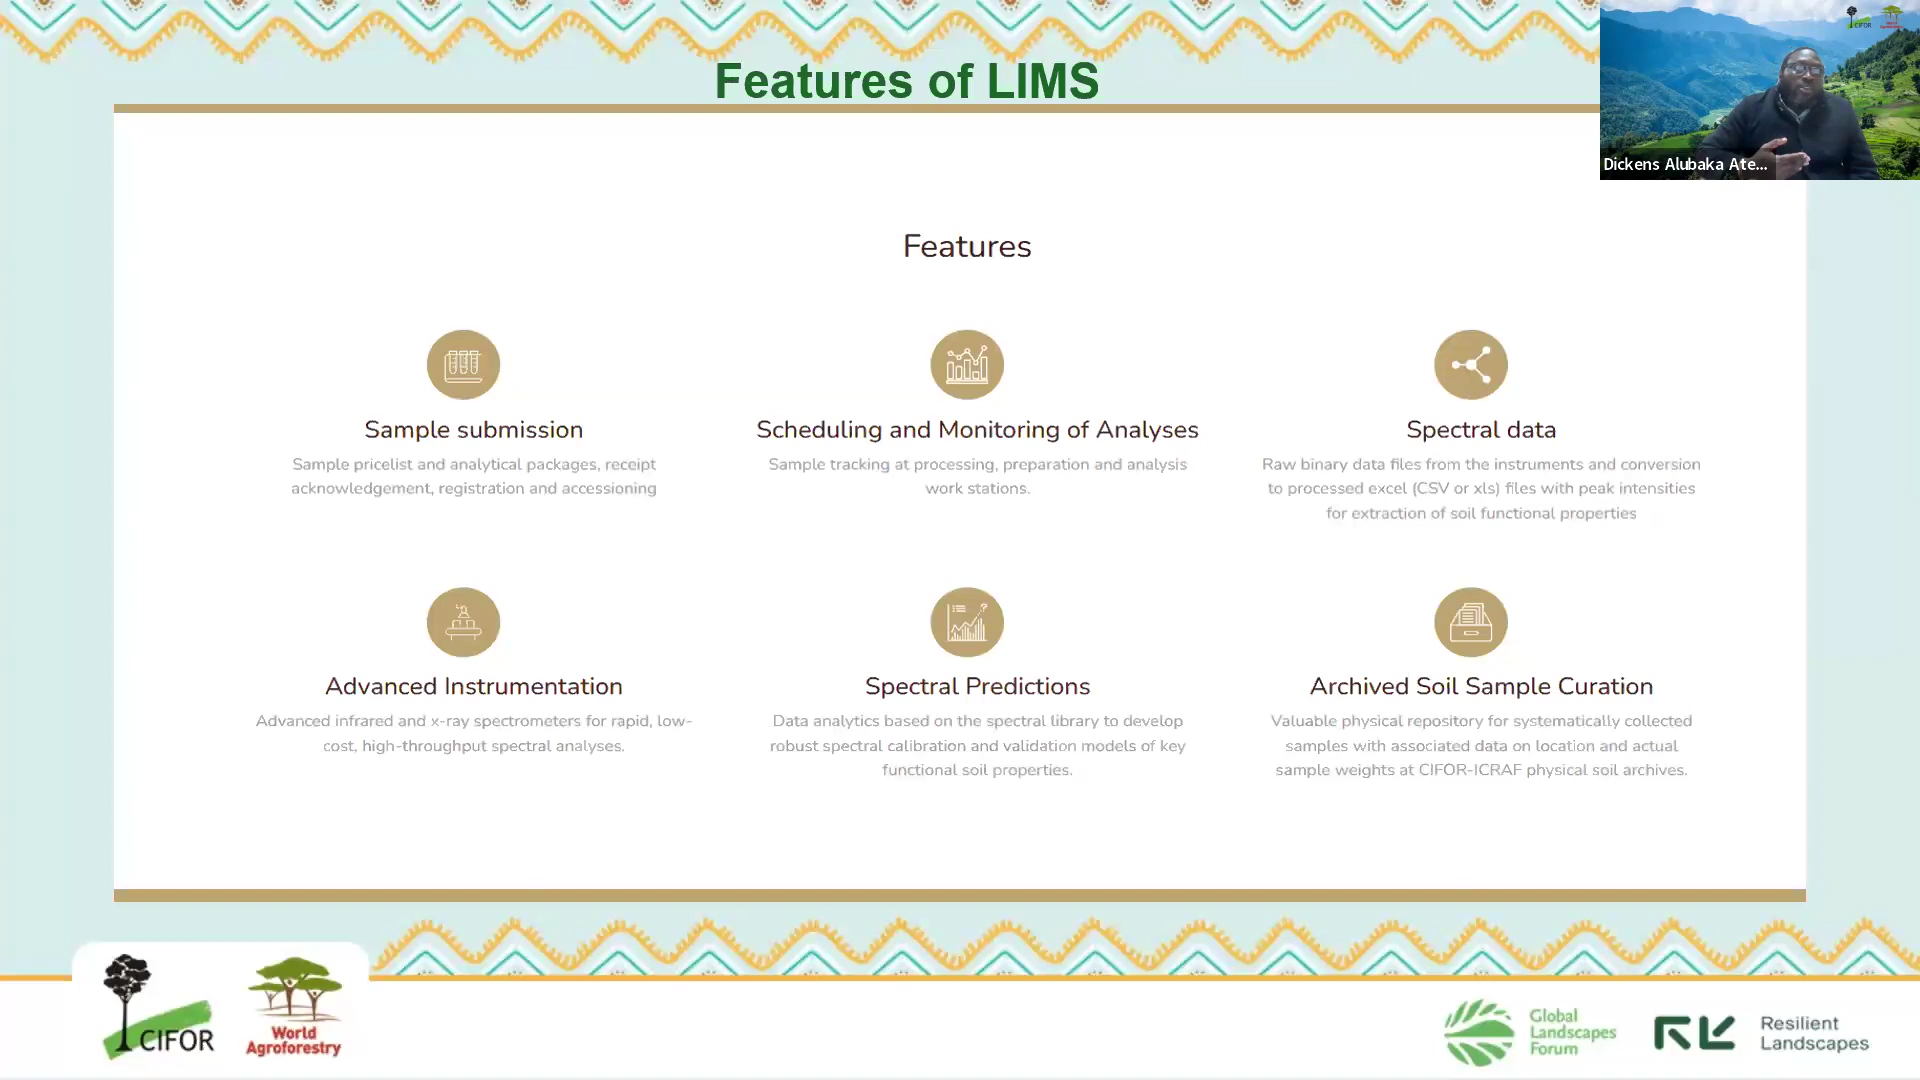 Features of LIMS
CIFOR
Dickens Alubaka Ate...
Features
Sample submission
Sample pricelist and analytical packages, receipt
acknowledgement, registration and accessioning
Scheduling and Monitoring of Analyses
Sample tracking at processing, preparation and analysis
work stations.
Spectral data
Raw binary data files from the instruments and conversion
to processed excel (CSV or xls) files with peak intensities
for extraction of soil functional properties
Advanced Instrumentation
Advanced infrared and x-ray spectrometers for rapid, low-
cost, high-throughput spectral analyses.
Spectral Predictions
Data analytics based on the spectral library to develop
robust spectral calibration and validation models of key
functional soil properties.
Archived Soil Sample Curation
Valuable physical repository for systematically collected
samples with associated data on location and actual
sample weights at CIFOR-ICRAF physical soil archives.
CIFOR
World
Agroforestry
Global
Landscapes
Forum
Resilient
Landscapes